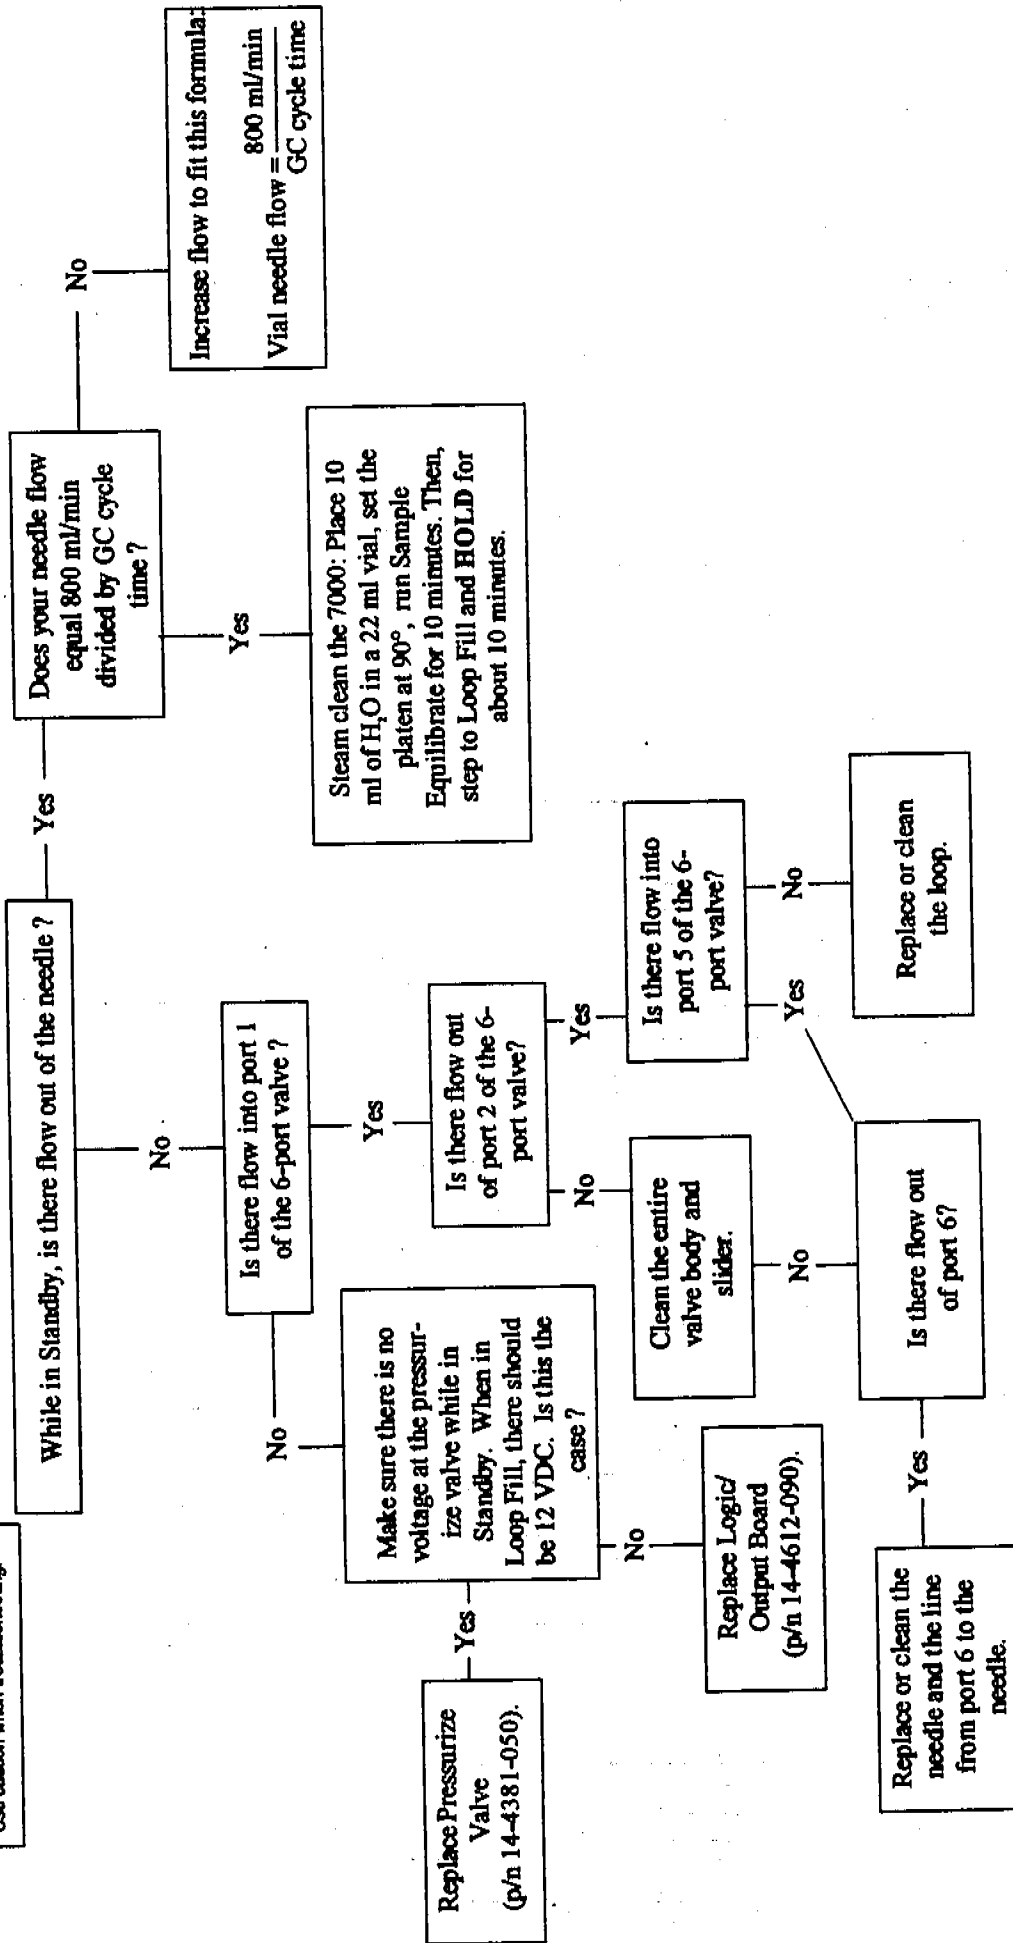 While in Standby, is there flow out of the needle ?
Yes
Does your needle flow
equal 800 ml/min
divided by GC cycle
time ?
No
Increase flow to fit this formula:
Vial needle flow = 800 ml/min
GC cycle time
Yes
Steam clean the 7000: Place 10
ml of H2O in a 22 ml vial, set the
platen at 90°, run Sample
Equilibrate for 10 minutes. Then,
step to Loop Fill and HOLD for
about 10 minutes.
No
Is there flow into port 1
of the 6-port valve ?
No
Make sure there is no
voltage at the pressur-
ize valve while in
Standby. When in
Loop Fill, there should
be 12 VDC. Is this the
case ?
Yes
Replace Pressurize
Valve
(p/n 14-4381-050).
No
Replace Logic/
Output Board
(p/n 14-4612-090).
Yes
Is there flow out
of port 2 of the 6-
port valve?
No
Clean the entire
valve body and
slider.
Yes
Is there flow into
port 5 of the 6-
port valve?
No
Replace or clean
the loop.
Yes
Is there flow out
of port 6?
No
Yes
Replace or clean the
needle and the line
from port 6 to the
needle.